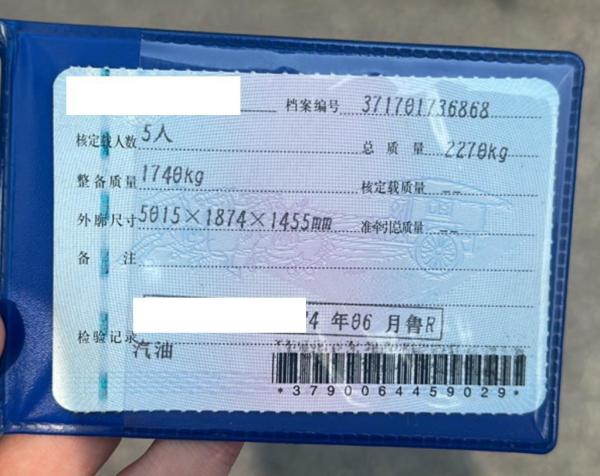 档案编号 371701736868
核定载人数 5人 总质量 2270kg
整备质量 1740kg 核定载质量 --
外廓尺寸 5015×1874×1455mm 准牵引总质量 --
备注
4 年06 月鲁R
检验记录
汽油
*3790064459029*